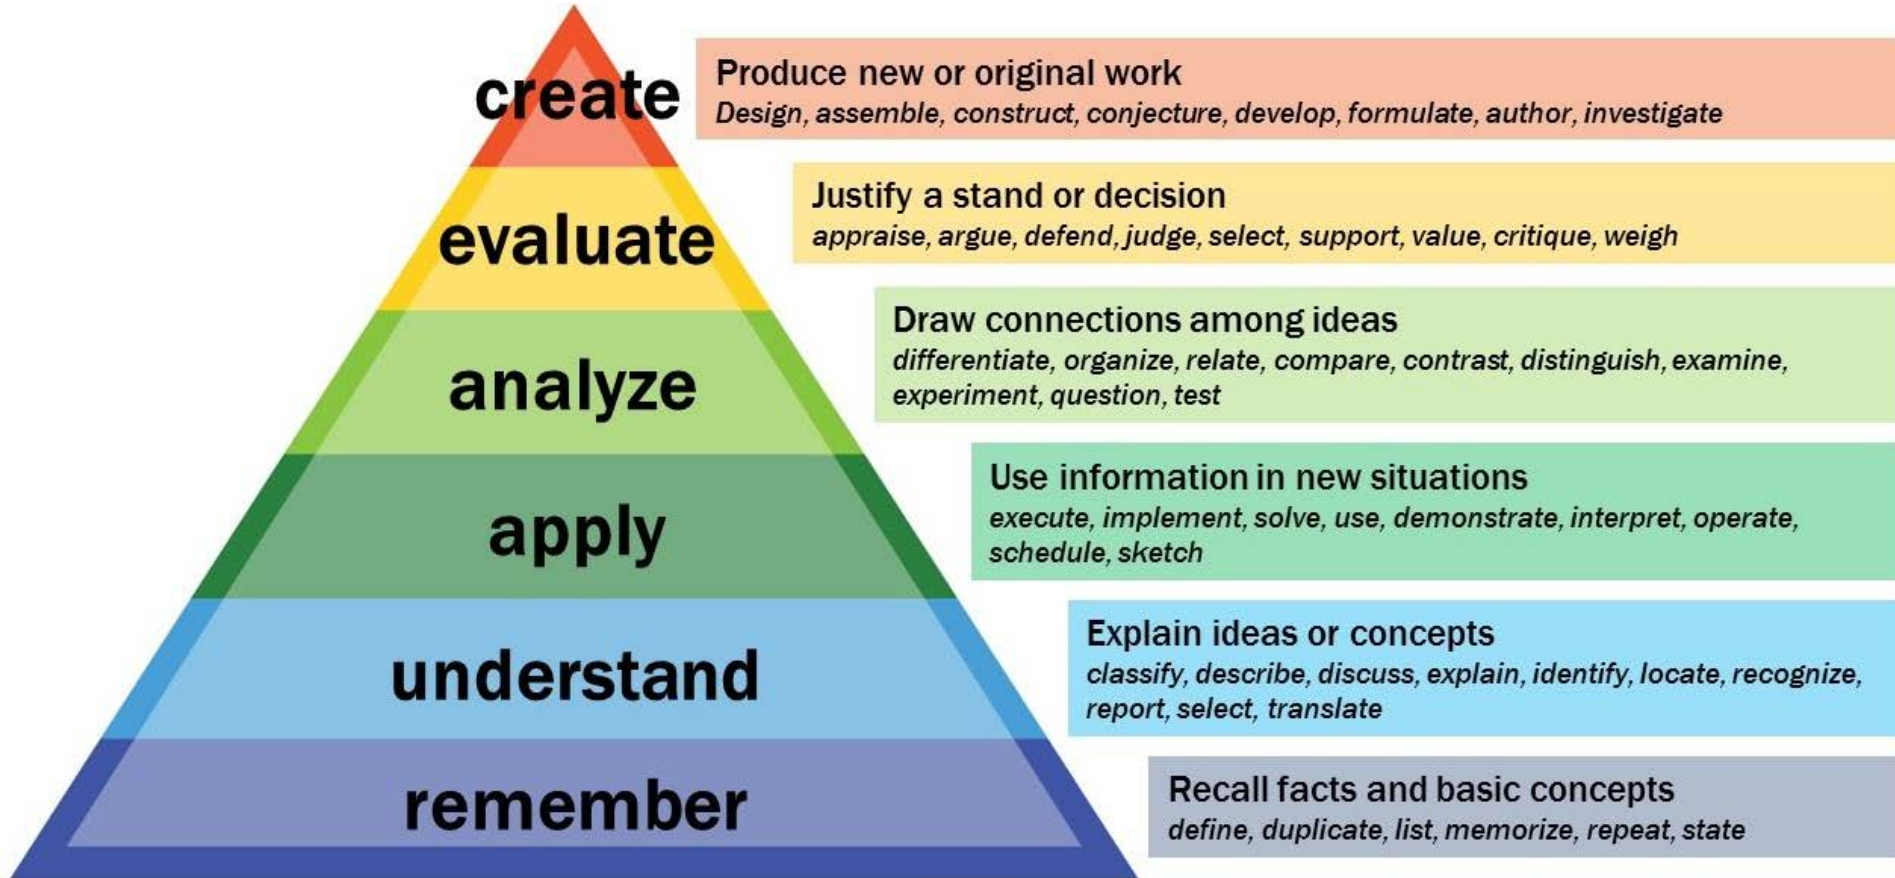 create
Produce new or original work
Design, assemble, construct, conjecture, develop, formulate, author, investigate
evaluate
Justify a stand or decision
appraise, argue, defend, judge, select, support, value, critique, weigh
analyze
Draw connections among ideas
differentiate, organize, relate, compare, contrast, distinguish, examine,
experiment, question, test
apply
Use information in new situations
execute, implement, solve, use, demonstrate, interpret, operate,
schedule, sketch
understand
Explain ideas or concepts
classify, describe, discuss, explain, identify, locate, recognize,
report, select, translate
remember
Recall facts and basic concepts
define, duplicate, list, memorize, repeat, state